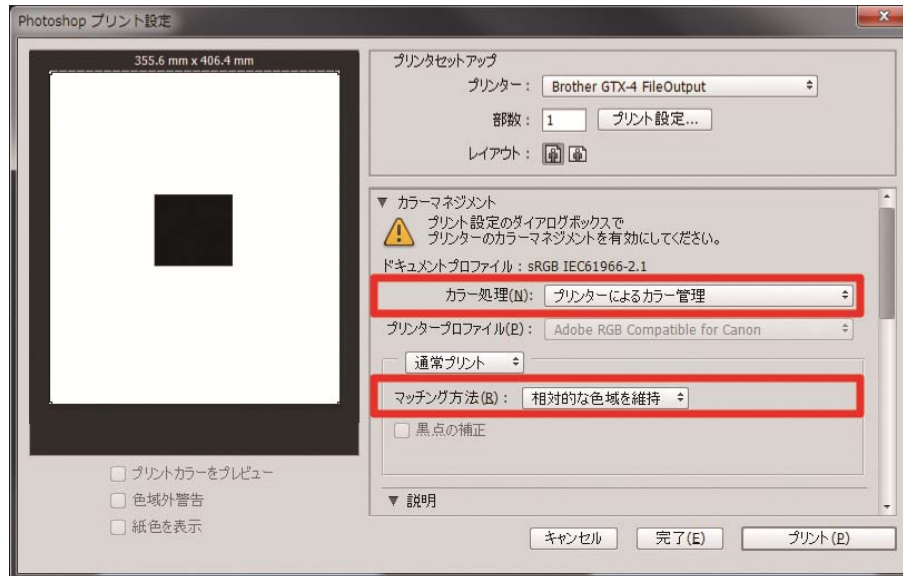 Photoshop プリント設定
355.6 mm x 406.4 mm
プリンタセットアップ
プリンター： Brother GTX-4 FileOutput
部数： 1 プリント設定...
レイアウト：
▼ カラーマネジメント
プリント設定のダイアログボックスで
プリンターのカラーマネジメントを有効にしてください。
ドキュメントプロファイル：sRGB IEC61966-2.1
カラー処理(N): プリンターによるカラー管理
プリンタープロファイル(P)： Adobe RGB Compatible for Canon
通常プリント
マッチング方法(R)： 相対的な色域を維持
黒点の補正
▼ 説明
プリントカラーをプレビュー
色域外警告
紙色を表示
キャンセル 完了(E) プリント(P)